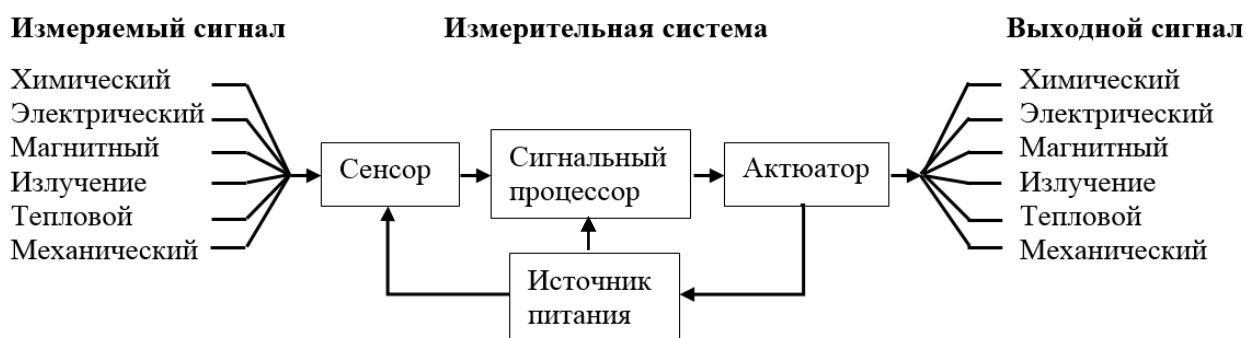 Измеряемый сигнал
Измерительная система
Выходной сигнал
Химический
Электрический
Магнитный
Излучение
Тепловой
Механический
Сенсор
Сигнальный
процессор
Актюатор
Источник
питания
Химический
Электрический
Магнитный
Излучение
Тепловой
Механический